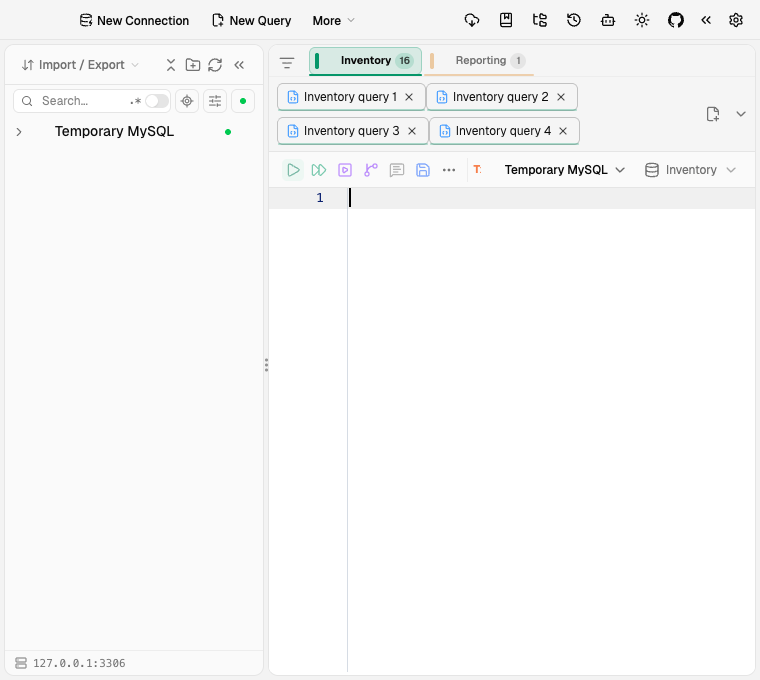 New Connection New Query More
Import / Export
Inventory 16 Reporting 1
Search... .*
Inventory query 1 Inventory query 2
Inventory query 3 Inventory query 4
Temporary MySQL
T: Temporary MySQL Inventory
1
127.0.0.1:3306